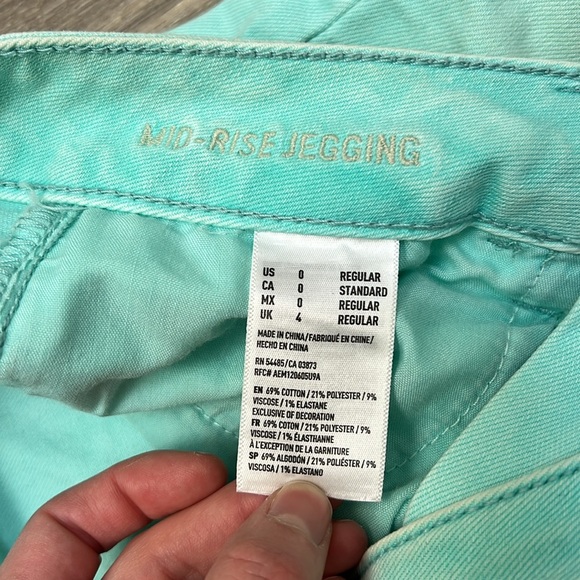 MID-RISE JEGGING
US 0 REGULAR
CA 0 STANDARD
MX 0 REGULAR
UK 4 REGULAR
MADE IN CHINA/FABRIQUÉ EN CHINE/
HECHO EN CHINA
RN 54485/CA 03873
RFC# AEM120605U9A
EN 69% COTTON / 21% POLYESTER / 9%
VISCOSE / 1% ELASTANE
EXCLUSIVE OF DECORATION
FR 69% COTON / 21% POLYESTER / 9%
VISCOSE / 1% ÉLASTHANNE
À L'EXCEPTION DE LA GARNITURE
SP 69% ALGODÓN / 21% POLIÉSTER / 9%
VISCOSA / 1% ELASTANO